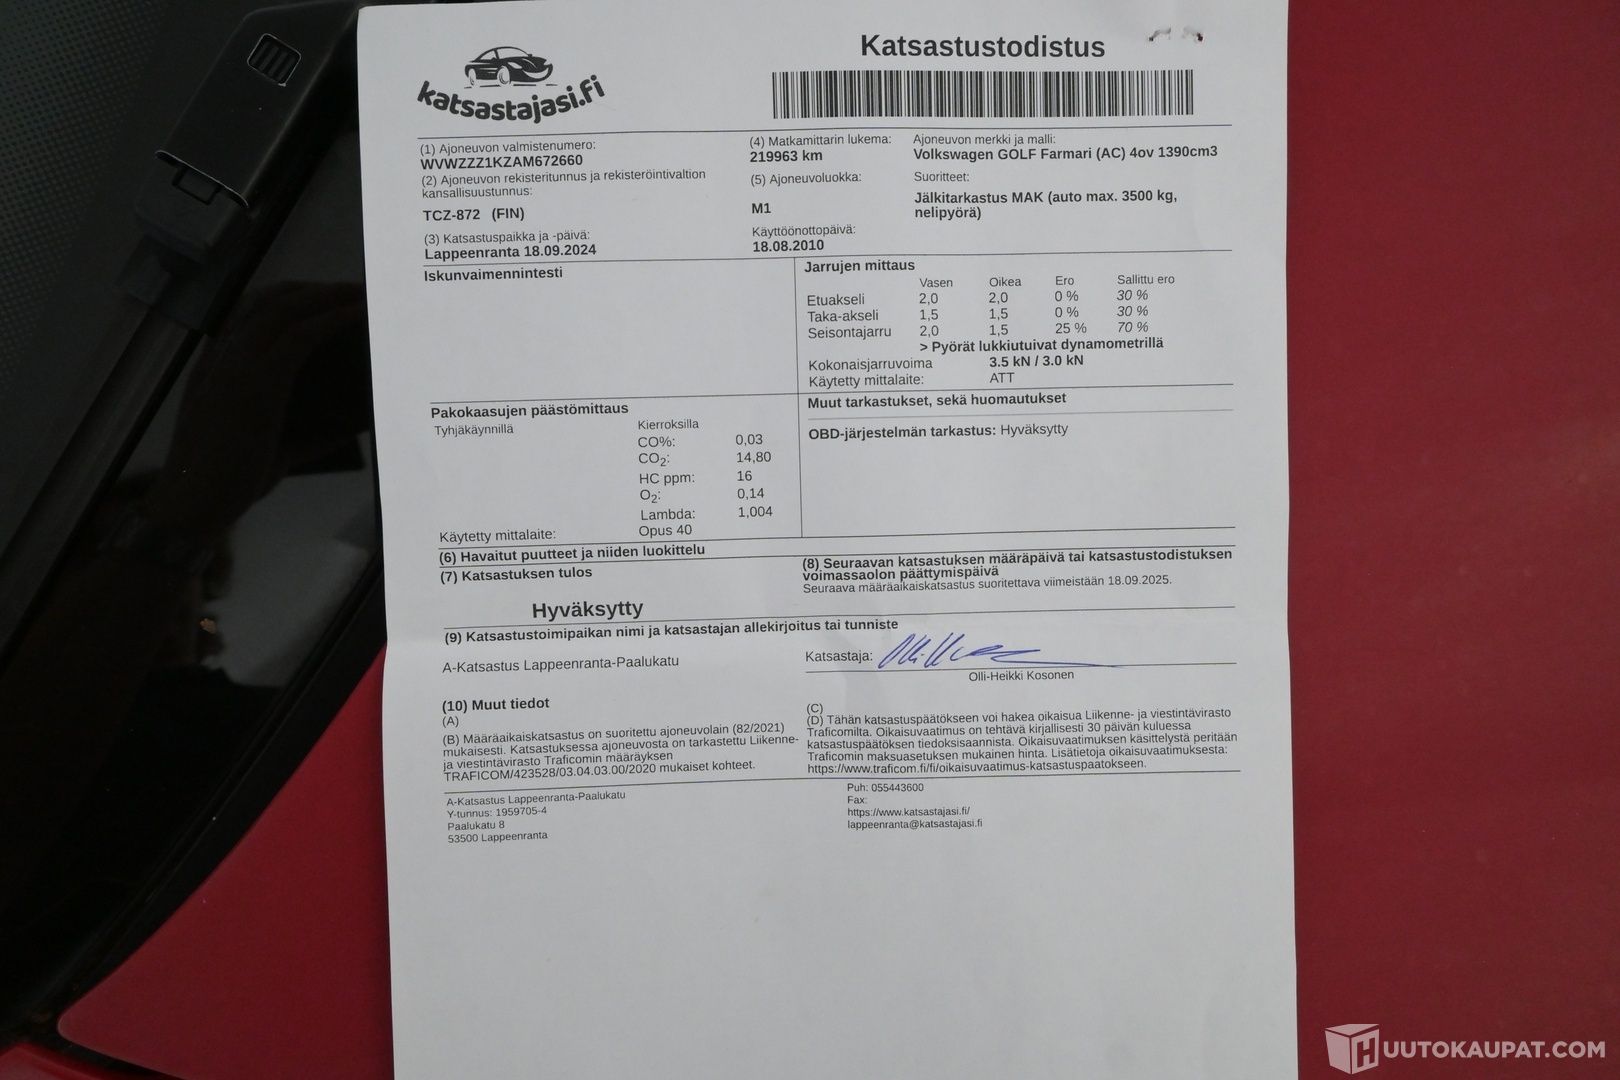 katsastajasi.fi
Katsastustodistus
(1) Ajoneuvon valmistenumero:
WVWZZZ1KZAM672660
(4) Matkamittarin lukema:
219963 km
Ajoneuvon merkki ja malli:
Volkswagen GOLF Farmari (AC) 4ov 1390cm3
(2) Ajoneuvon rekisteritunnus ja rekisteröintivaltion
kansallisuustunnus:
TCZ-872 (FIN)
(5) Ajoneuvoluokka:
M1
Suoritteet:
Jälkitarkastus MAK (auto max. 3500 kg,
nelipyörä)
(3) Katsastuspaikka ja -päivä:
Lappeenranta 18.09.2024
Käyttöönottopäivä:
18.08.2010
Iskunvaimennintesti
Jarrujen mittaus
Vasen Oikea Ero Sallittu ero
Etuakseli 2,0 2,0 0 % 30 %
Taka-akseli 1,5 1,5 0 % 30 %
Seisontajarru 2,0 1,5 25 % 70 %
> Pyörät lukkiutuivat dynamometrillä
Kokonaisjarruvoima 3.5 kN / 3.0 kN
Käytetty mittalaite: ATT
Pakokaasujen päästömittaus
Tyhjäkäynnillä Kierroksilla
CO%: 0,03
CO2: 14,80
HC ppm: 16
O2: 0,14
Lambda: 1,004
Käytetty mittalaite: Opus 40
Muut tarkastukset, sekä huomautukset
OBD-järjestelmän tarkastus: Hyväksytty
(6) Havaitut puutteet ja niiden luokittelu
(7) Katsastuksen tulos
Hyväksytty
(8) Seuraavan katsastuksen määräpäivä tai katsastustodistuksen
voimassaolon päättymispäivä
Seuraava määräaikaiskatsastus suoritettava viimeistään 18.09.2025.
(9) Katsastustoimipaikan nimi ja katsastajan allekirjoitus tai tunniste
A-Katsastus Lappeenranta-Paalukatu
Katsastaja:
Olli-Heikki Kosonen
(10) Muut tiedot
(A)
(B) Määräaikaiskatsastus on suoritettu ajoneuvolain (82/2021)
mukaisesti. Katsastuksessa ajoneuvosta on tarkastettu Liikenne-
ja viestintävirasto Traficomin määräyksen
TRAFICOM/423528/03.04.03.00/2020 mukaiset kohteet.
(C)
(D) Tähän katsastuspäätökseen voi hakea oikaisua Liikenne- ja viestintävirasto
Traficomilta. Oikaisuvaatimus on tehtävä kirjallisesti 30 päivän kuluessa
katsastuspäätöksen tiedoksisaannista. Oikaisuvaatimuksen käsittelystä peritään
Traficomin maksuasetuksen mukainen hinta. Lisätietoja oikaisuvaatimuksesta:
https://www.traficom.fi/fi/oikaisuvaatimus-katsastuspaatokseen.
A-Katsastus Lappeenranta-Paalukatu
Y-tunnus: 1959705-4
Paalukatu 8
53500 Lappeenranta
Puh: 055443600
Fax:
https://www.katsastajasi.fi/
lappeenranta@katsastajasi.fi
HUUTOKAUPAT.COM